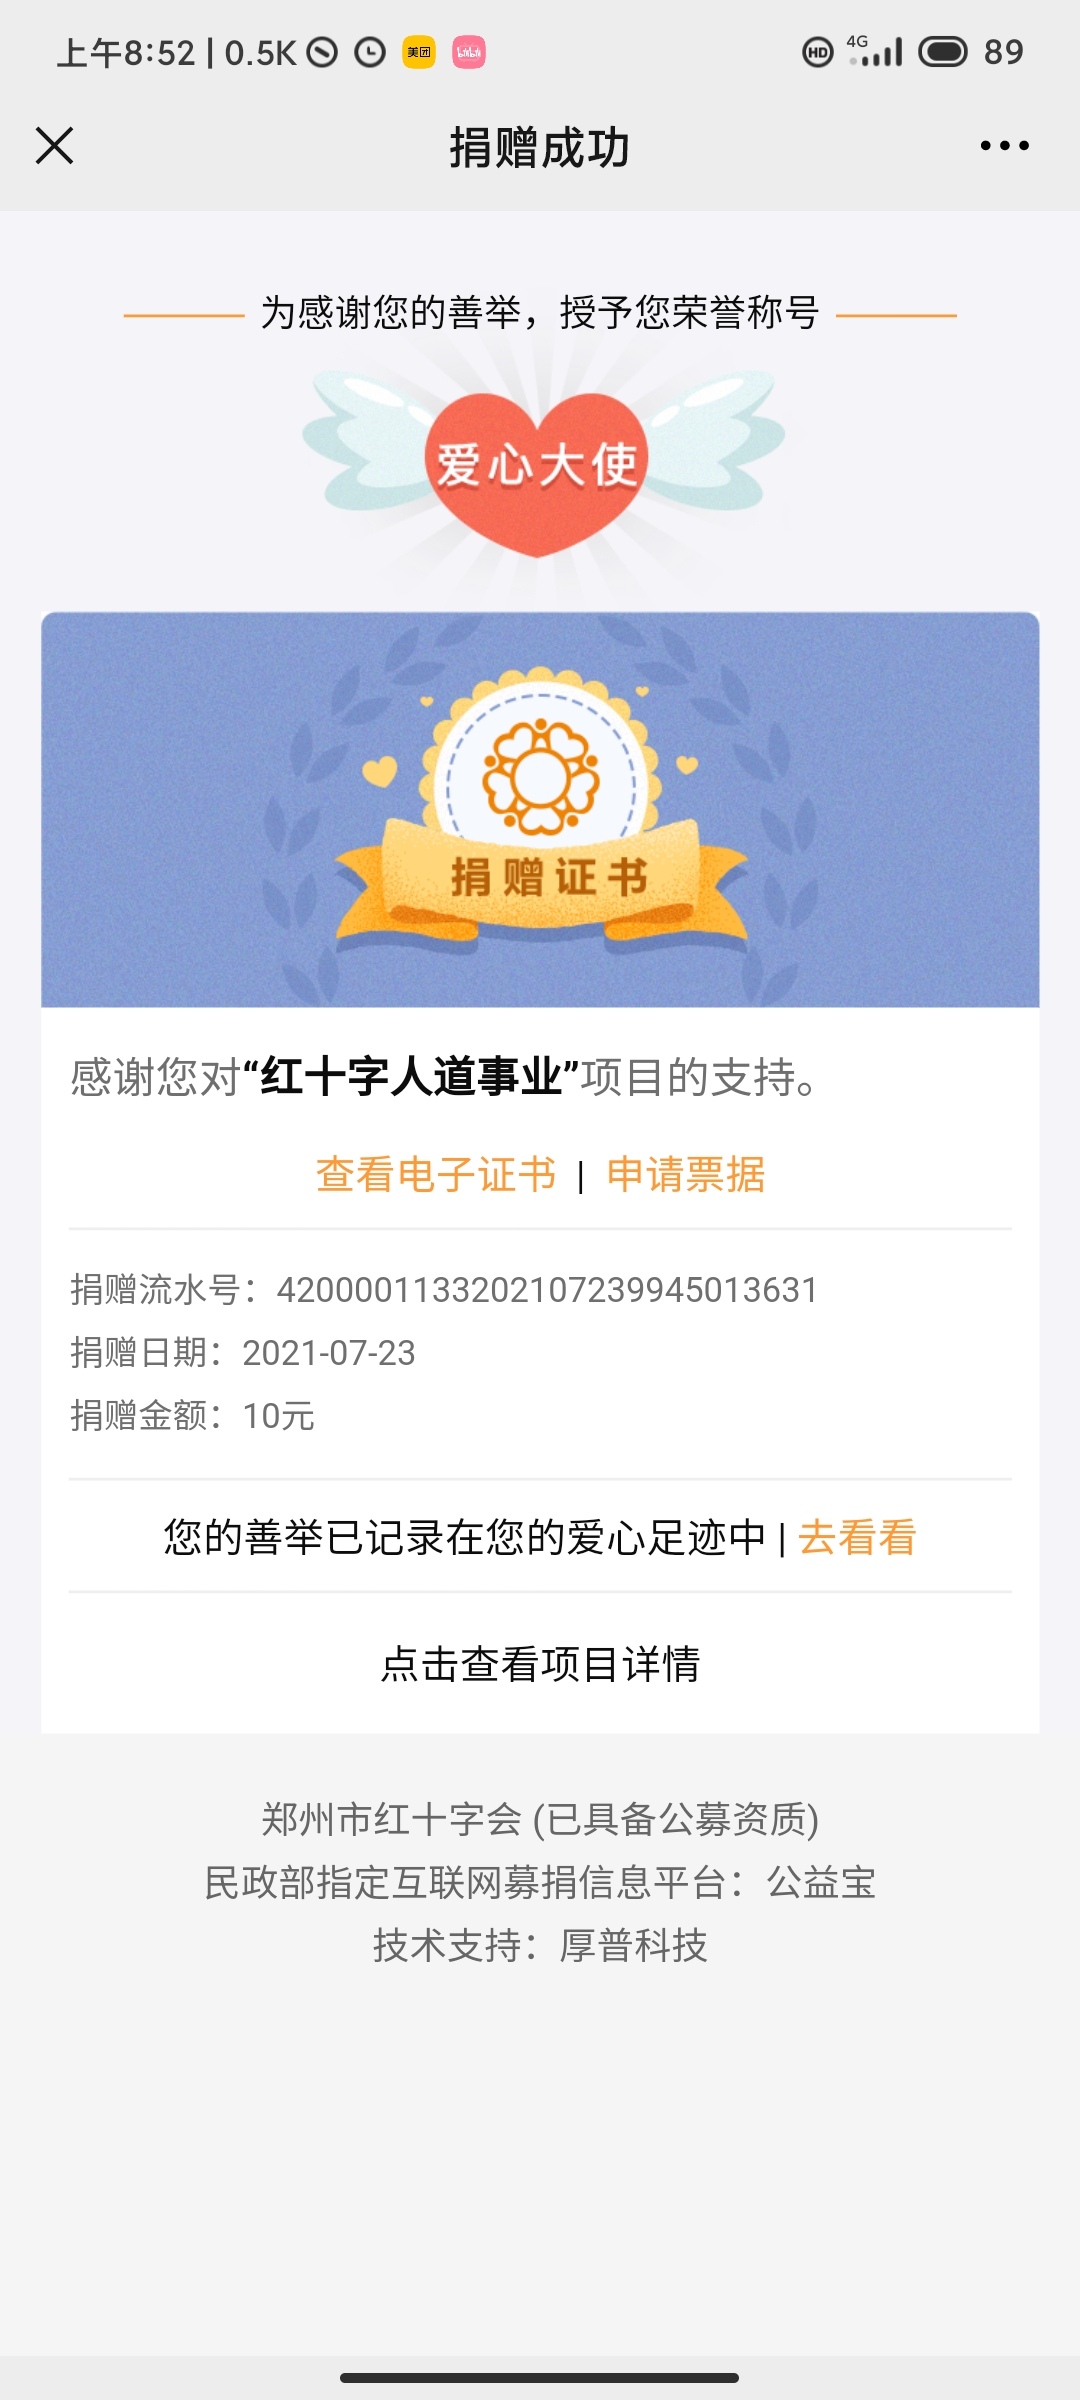 上午8:52 | 0.5K 美团 bilibili HD 4G 89
捐赠成功
为感谢您的善举，授予您荣誉称号
爱心大使
捐赠证书
感谢您对“红十字人道事业”项目的支持。
查看电子证书 | 申请票据
捐赠流水号：4200001133202107239945013631
捐赠日期：2021-07-23
捐赠金额：10元
您的善举已记录在您的爱心足迹中 | 去看看
点击查看项目详情
郑州市红十字会 (已具备公募资质)
民政部指定互联网募捐信息平台：公益宝
技术支持：厚普科技